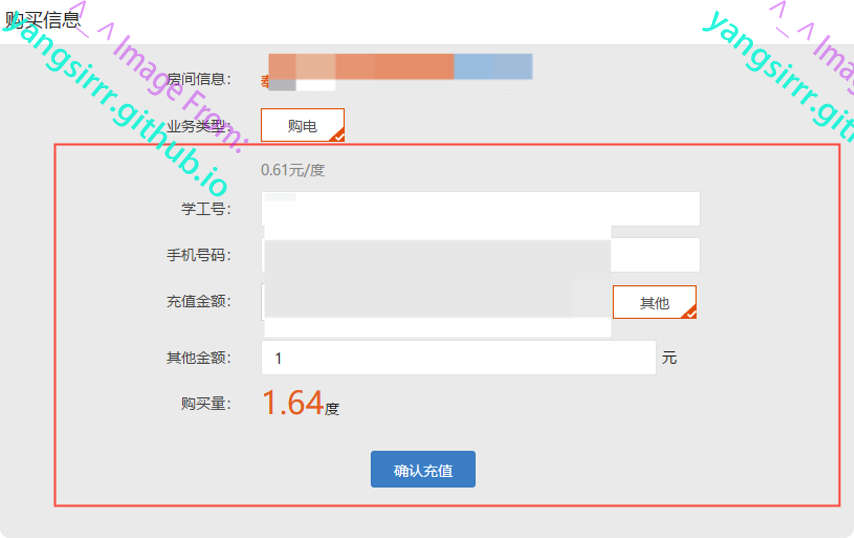 购买信息
^_^ Image From:
yangsirrr.github.io
^_^ Imag
yangsirrr.github.io
房间信息:
业务类型: 购电
0.61元/度
学工号:
手机号码:
充值金额: 其他
其他金额: 1 元
购买量: 1.64度
确认充值